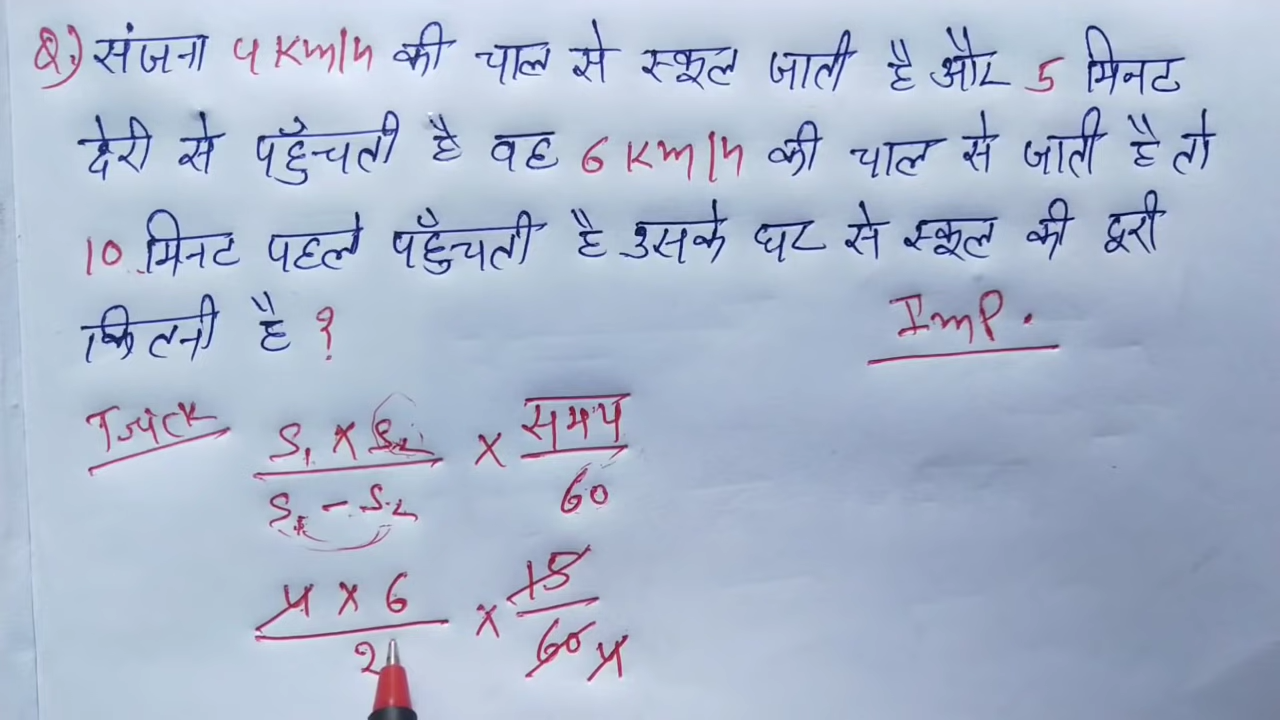 Q.) संजना 4 Km/h की चाल से स्कूल जाती है और 5 मिनट
देरी से पहुँचती है वह 6 Km/h की चाल से जाती है तो
10 मिनट पहले पहुँचती है उसके घर से स्कूल की दूरी
कितनी है ?
Imp.
Trick S₁ × S₂ / S₁ - S₂ × समय / 60
4 × 6 / 2 × 15 / 60 4